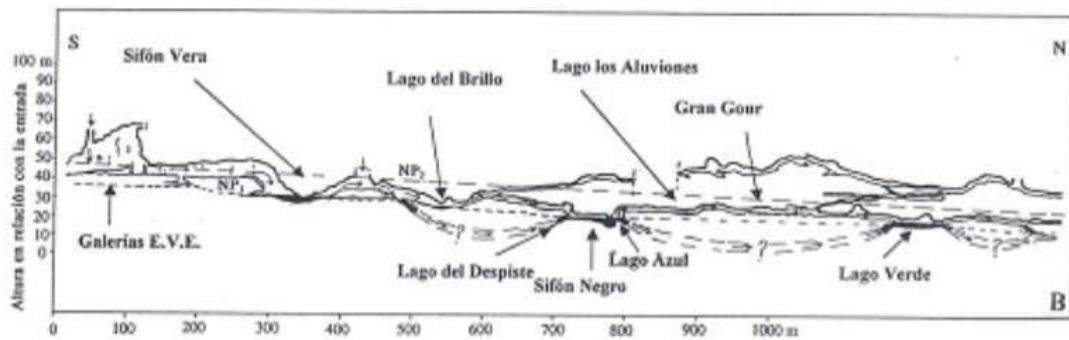 S
N
Sifón Vera
Lago del Brillo
Lago los Aluviones
Gran Gour
Altura en relación con la entrada
100 m
90
80
70
60
50
40
30
20
10
0
NP₁
NP₂
Galerías E.V.E.
Lago del Despiste
Sifón Negro
Lago Azul
Lago Verde
?
?
?
B
0
100
200
300
400
500
600
700
800
900
1000 m